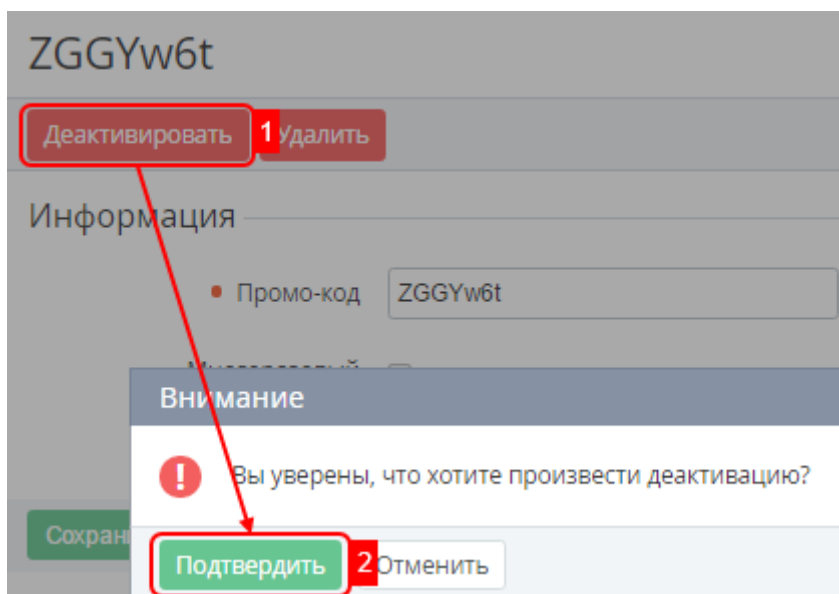 ZGGYw6t
Деактивировать 1 Удалить
Информация
Промо-код ZGGYw6t
Внимание
Вы уверены, что хотите произвести деактивацию?
Подтвердить 2 Отменить